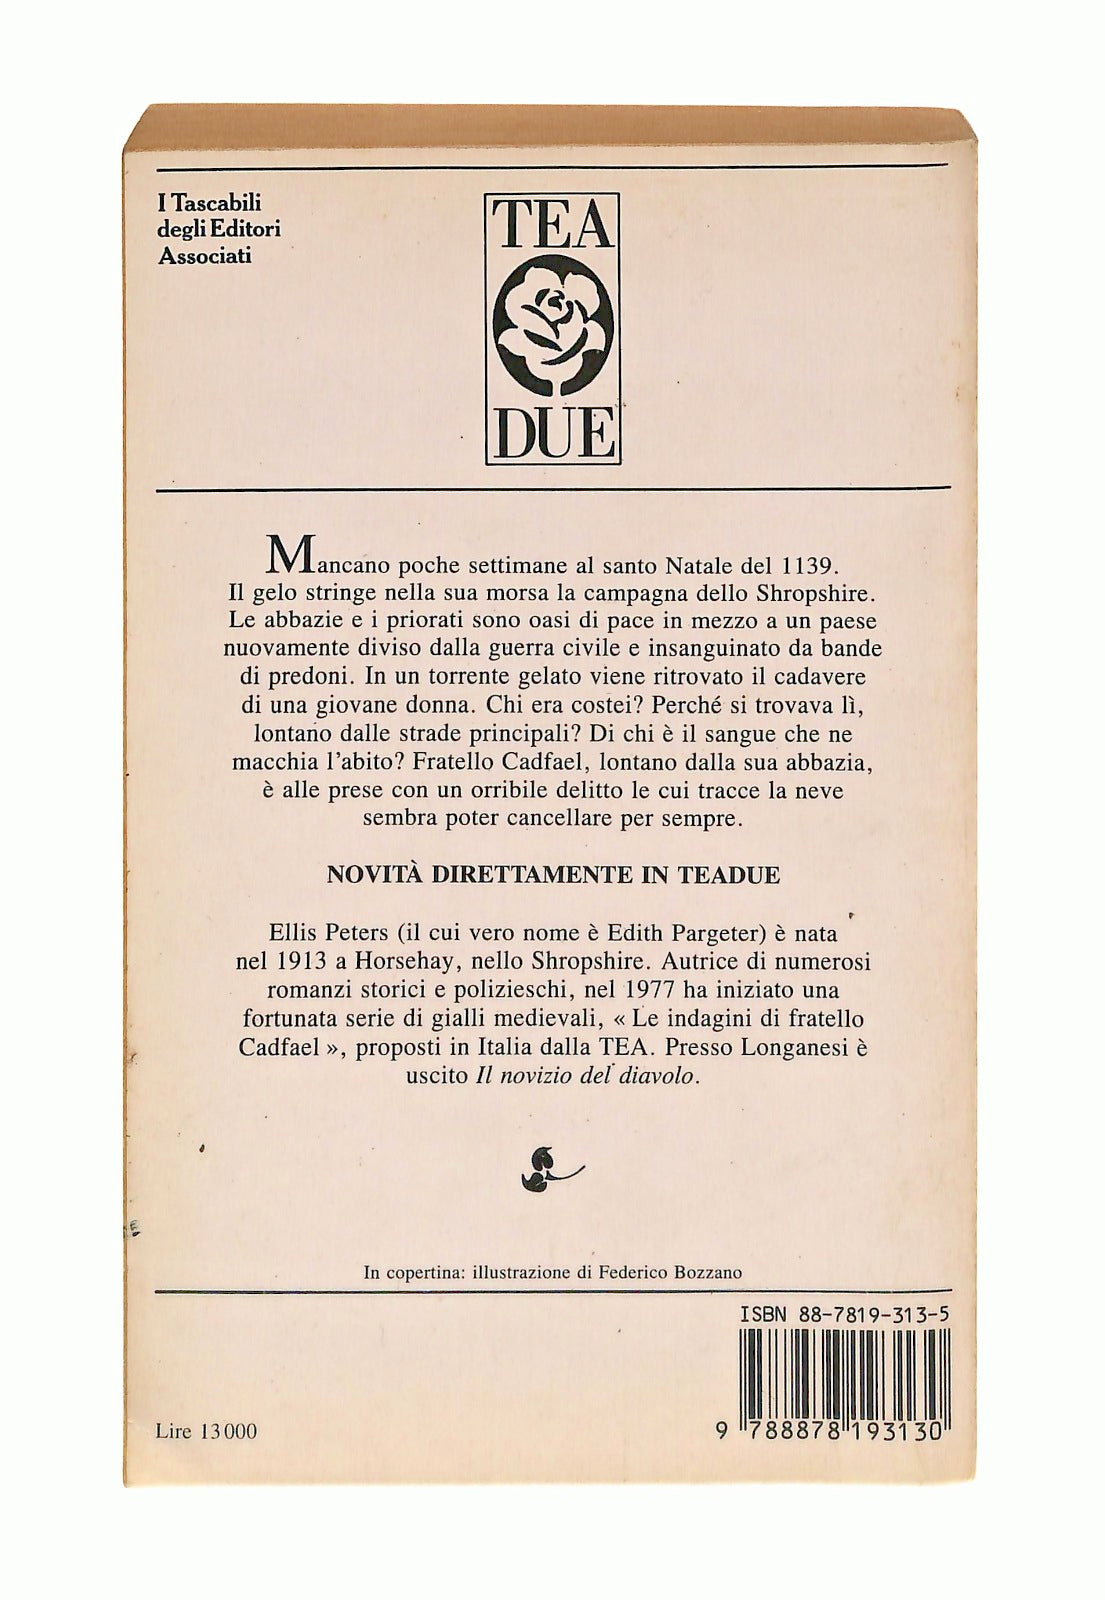 I Tascabili
degli Editori
Associati
TEA
DUE
Mancano poche settimane al santo Natale del 1139.
Il gelo stringe nella sua morsa la campagna dello Shropshire.
Le abbazie e i priorati sono oasi di pace in mezzo a un paese
nuovamente diviso dalla guerra civile e insanguinato da bande
di predoni. In un torrente gelato viene ritrovato il cadavere
di una giovane donna. Chi era costei? Perché si trovava lì,
lontano dalle strade principali? Di chi è il sangue che ne
macchia l'abito? Fratello Cadfael, lontano dalla sua abbazia,
è alle prese con un orribile delitto le cui tracce la neve
sembra poter cancellare per sempre.
NOVITÀ DIRETTAMENTE IN TEADUE
Ellis Peters (il cui vero nome è Edith Pargeter) è nata
nel 1913 a Horsehay, nello Shropshire. Autrice di numerosi
romanzi storici e polizieschi, nel 1977 ha iniziato una
fortunata serie di gialli medievali, « Le indagini di fratello
Cadfael », proposti in Italia dalla TEA. Presso Longanesi è
uscito Il novizio del diavolo.
In copertina: illustrazione di Federico Bozzano
ISBN 88-7819-313-5
Lire 13 000
9 788878 193130